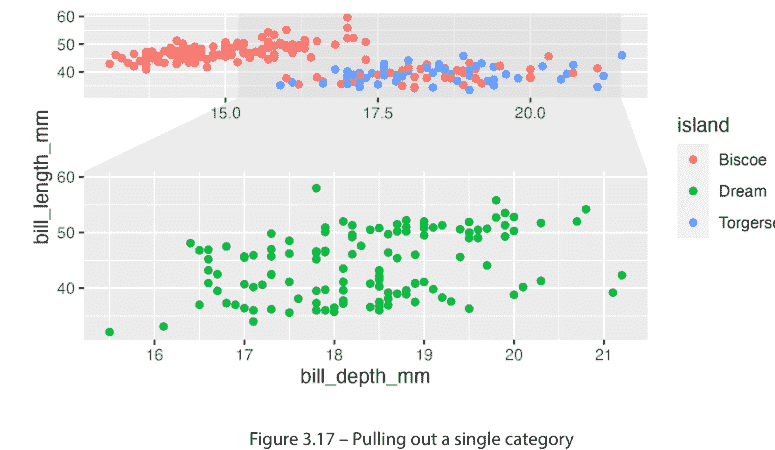 60
50
40
15.0 17.5 20.0
bill_length_mm
60
50
40
16 17 18 19 20 21
bill_depth_mm
island
Biscoe
Dream
Torgerse
Figure 3.17 – Pulling out a single category